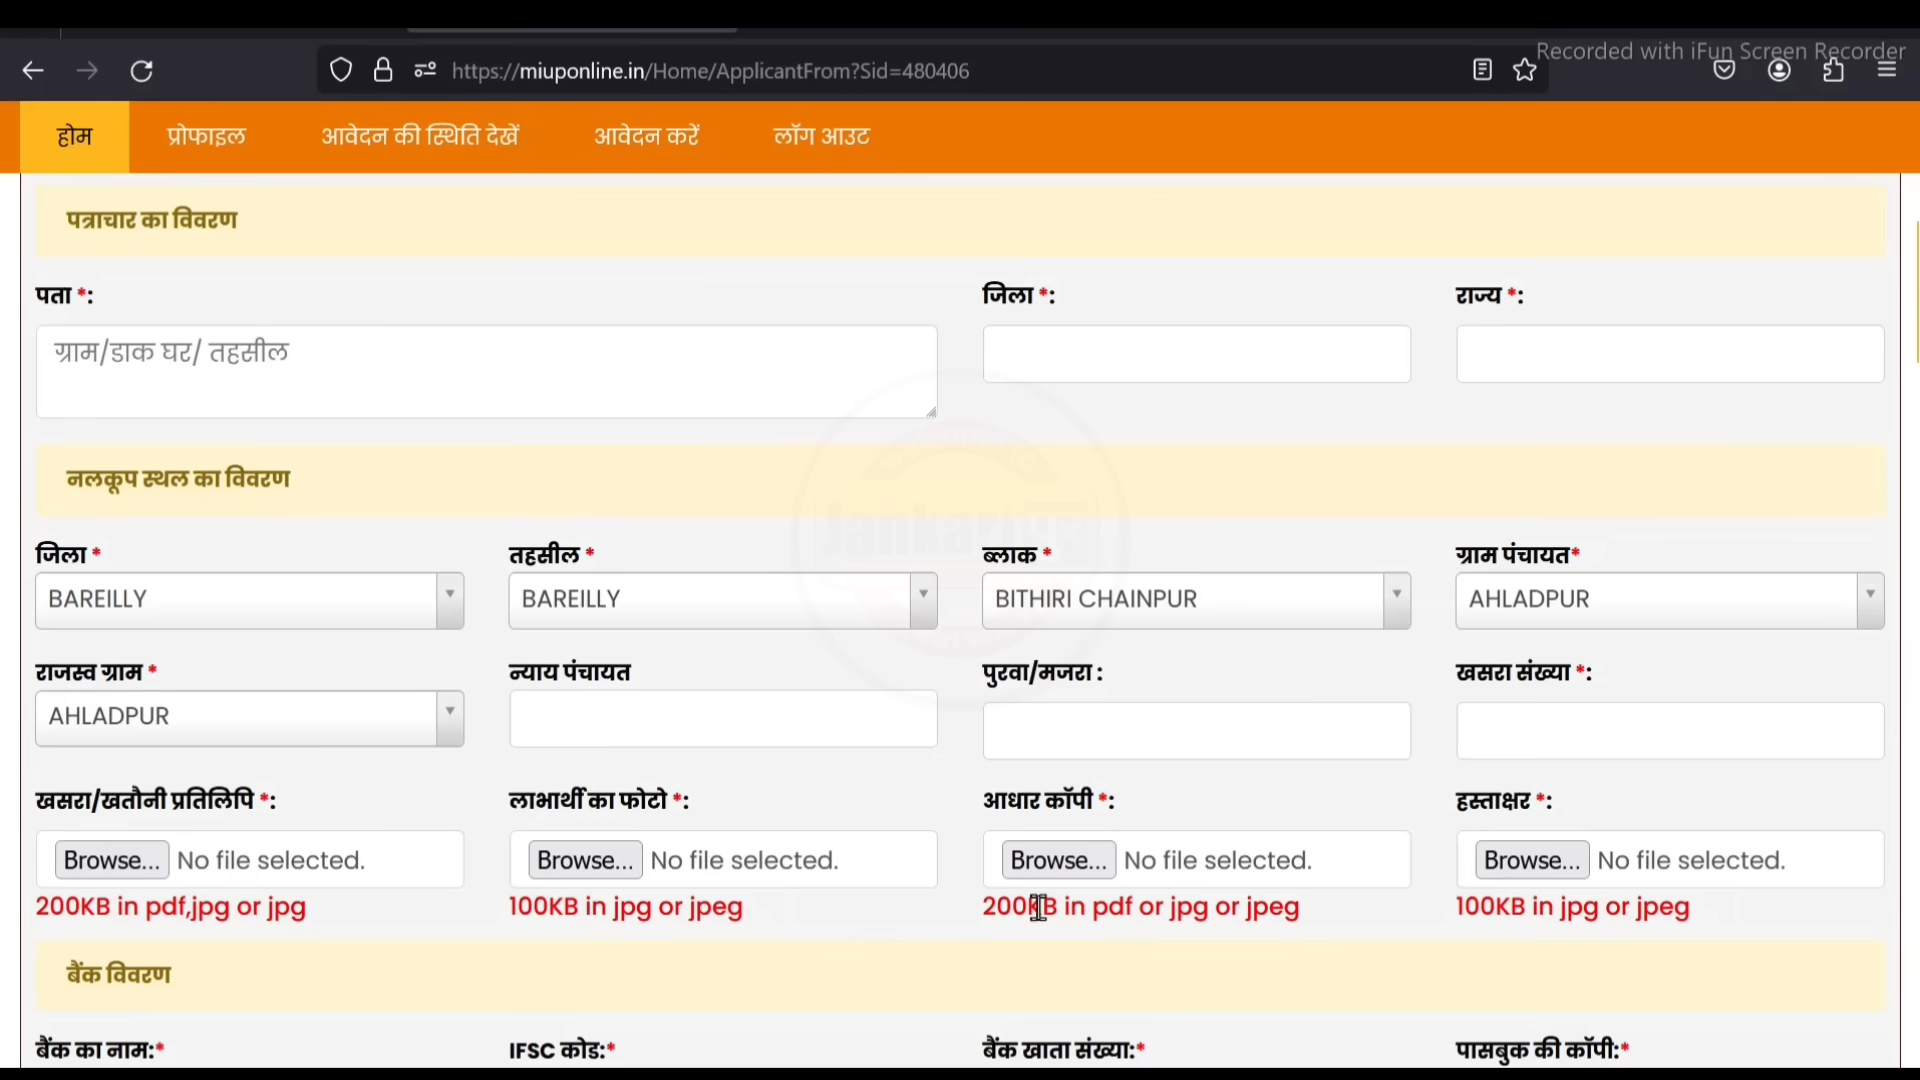 Recorded with iFun Screen Recorder
https://miuponline.in/Home/ApplicantFrom?Sid=480406
होम प्रोफाइल आवेदन की स्थिति देखें आवेदन करें लॉग आउट
पत्राचार का विवरण
पता *: जिला *: राज्य *:
ग्राम/डाक घर/ तहसील
नलकूप स्थल का विवरण
जिला * तहसील * ब्लाक * ग्राम पंचायत*
BAREILLY BAREILLY BITHIRI CHAINPUR AHLADPUR
राजस्व ग्राम * न्याय पंचायत पुरवा/मजरा : खसरा संख्या *:
AHLADPUR
खसरा/खतौनी प्रतिलिपि *: लाभार्थी का फोटो *: आधार कॉपी *: हस्ताक्षर *:
Browse... No file selected. Browse... No file selected. Browse... No file selected. Browse... No file selected.
200KB in pdf,jpg or jpg 100KB in jpg or jpeg 200KB in pdf or jpg or jpeg 100KB in jpg or jpeg
बैंक विवरण
बैंक का नाम:* IFSC कोड:* बैंक खाता संख्या:* पासबुक की कॉपी:*